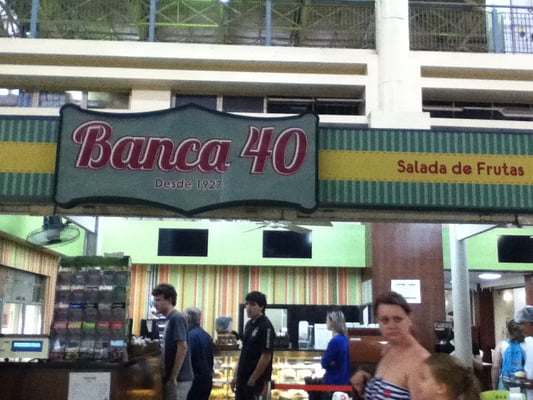 Banca 40
Desde 1927
Salada de Frutas